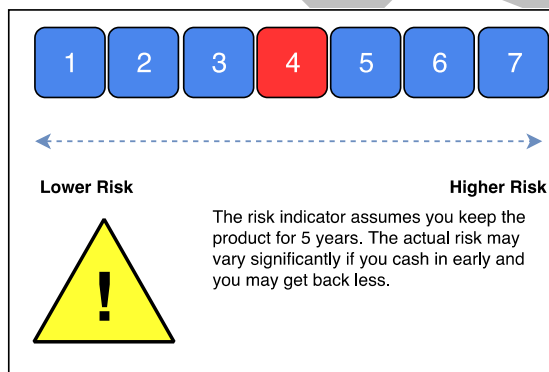 1 2 3 4 5 6 7
Lower Risk Higher Risk
The risk indicator assumes you keep the
product for 5 years. The actual risk may
vary significantly if you cash in early and
you may get back less.
!